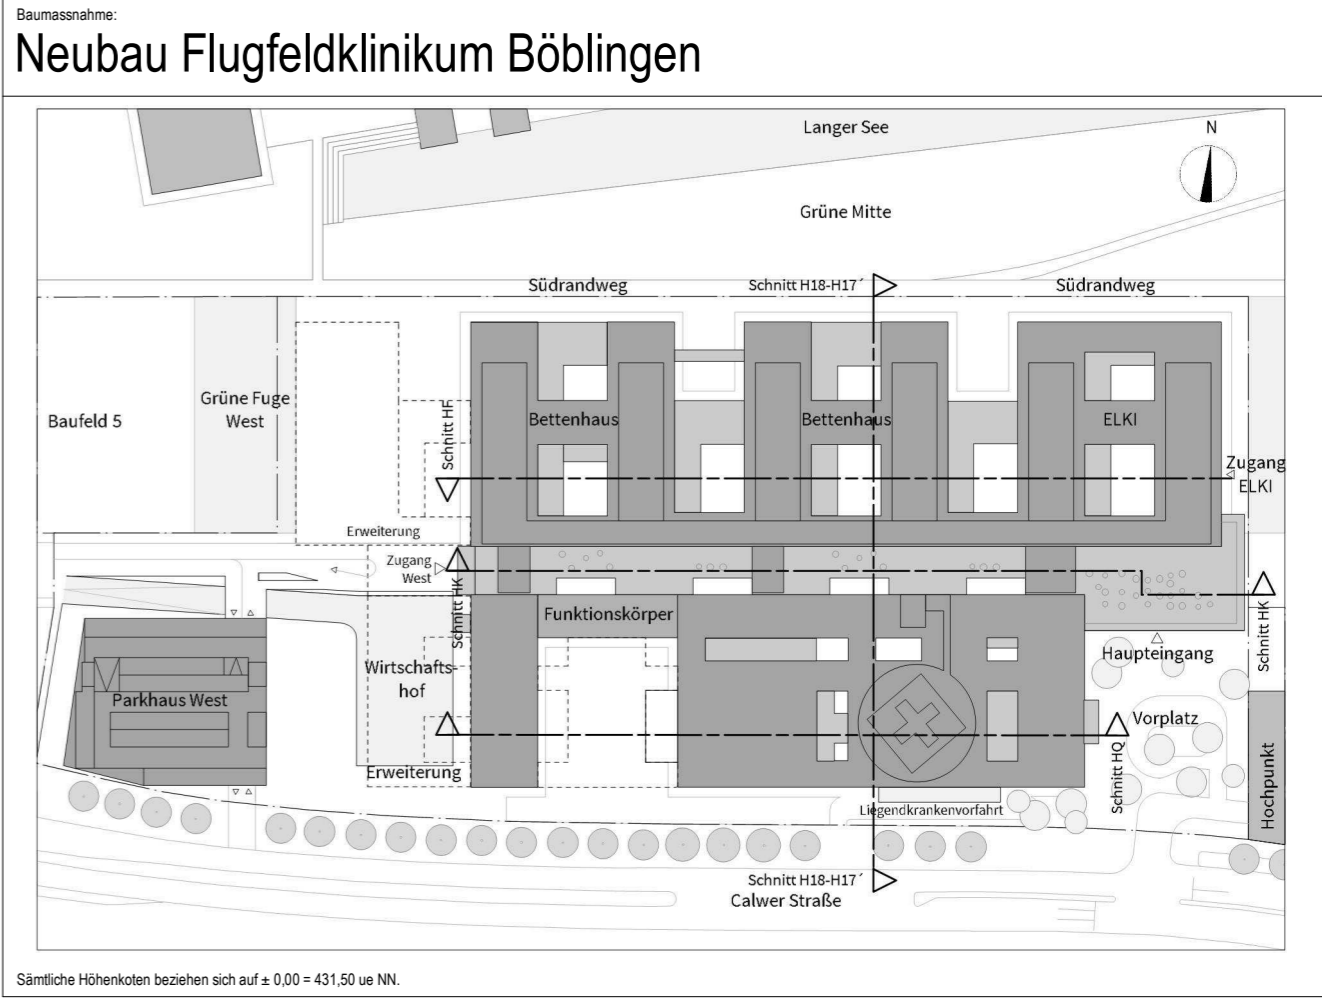 Baumassnahme:
Neubau Flugfeldklinikum Böblingen
Langer See
N
Grüne Mitte
Südrandweg
Schnitt H18-H17´
Südrandweg
Grüne Fuge
West
Baufeld 5
Schnitt HF
Bettenhaus
Bettenhaus
ELKI
Zugang
ELKI
Erweiterung
Zugang
West
Schnitt HK
Funktionskörper
Schnitt HK
Haupteingang
Wirtschafts-
hof
Parkhaus West
Vorplatz
Schnitt HQ
Hochpunkt
Erweiterung
Liegendkrankenvorfahrt
Schnitt H18-H17´
Calwer Straße
Sämtliche Höhenkoten beziehen sich auf ± 0,00 = 431,50 ue NN.